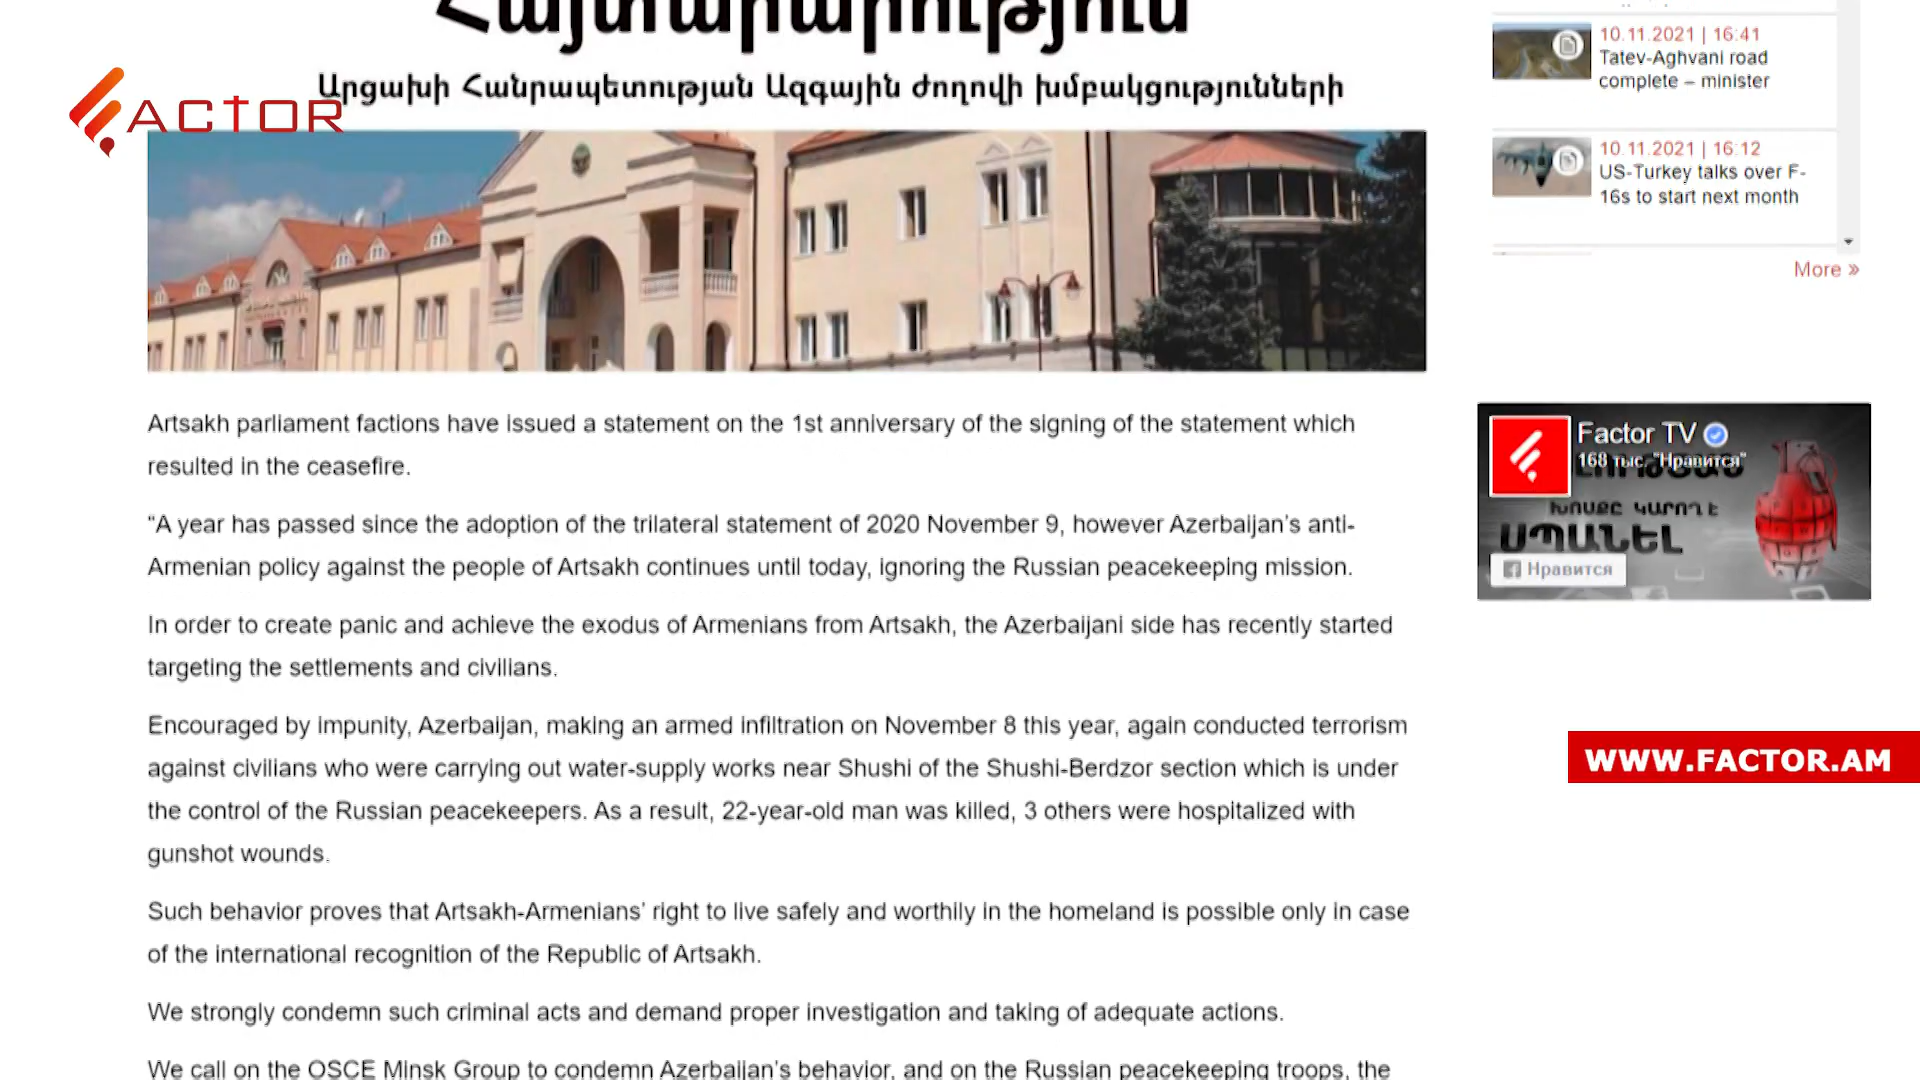 Հայտարարություն
Արցախի Հանրապետության Ազգային ժողովի խմբակցությունների
FACTOR
10.11.2021 | 16:41
Tatev-Aghvani road
complete – minister
10.11.2021 | 16:12
US-Turkey talks over F-
16s to start next month
More »
Artsakh parliament factions have issued a statement on the 1st anniversary of the signing of the statement which
resulted in the ceasefire.
“A year has passed since the adoption of the trilateral statement of 2020 November 9, however Azerbaijan’s anti-
Armenian policy against the people of Artsakh continues until today, ignoring the Russian peacekeeping mission.
In order to create panic and achieve the exodus of Armenians from Artsakh, the Azerbaijani side has recently started
targeting the settlements and civilians.
Encouraged by impunity, Azerbaijan, making an armed infiltration on November 8 this year, again conducted terrorism
against civilians who were carrying out water-supply works near Shushi of the Shushi-Berdzor section which is under
the control of the Russian peacekeepers. As a result, 22-year-old man was killed, 3 others were hospitalized with
gunshot wounds.
Such behavior proves that Artsakh-Armenians’ right to live safely and worthily in the homeland is possible only in case
of the international recognition of the Republic of Artsakh.
We strongly condemn such criminal acts and demand proper investigation and taking of adequate actions.
We call on the OSCE Minsk Group to condemn Azerbaijan’s behavior, and on the Russian peacekeeping troops, the
Factor TV
168 тыс. "Нравится"
ԽՈՍՔԸ ԿԱՐՈՂ Է
ՍՊԱՆԵԼ
Нравится
WWW.FACTOR.AM